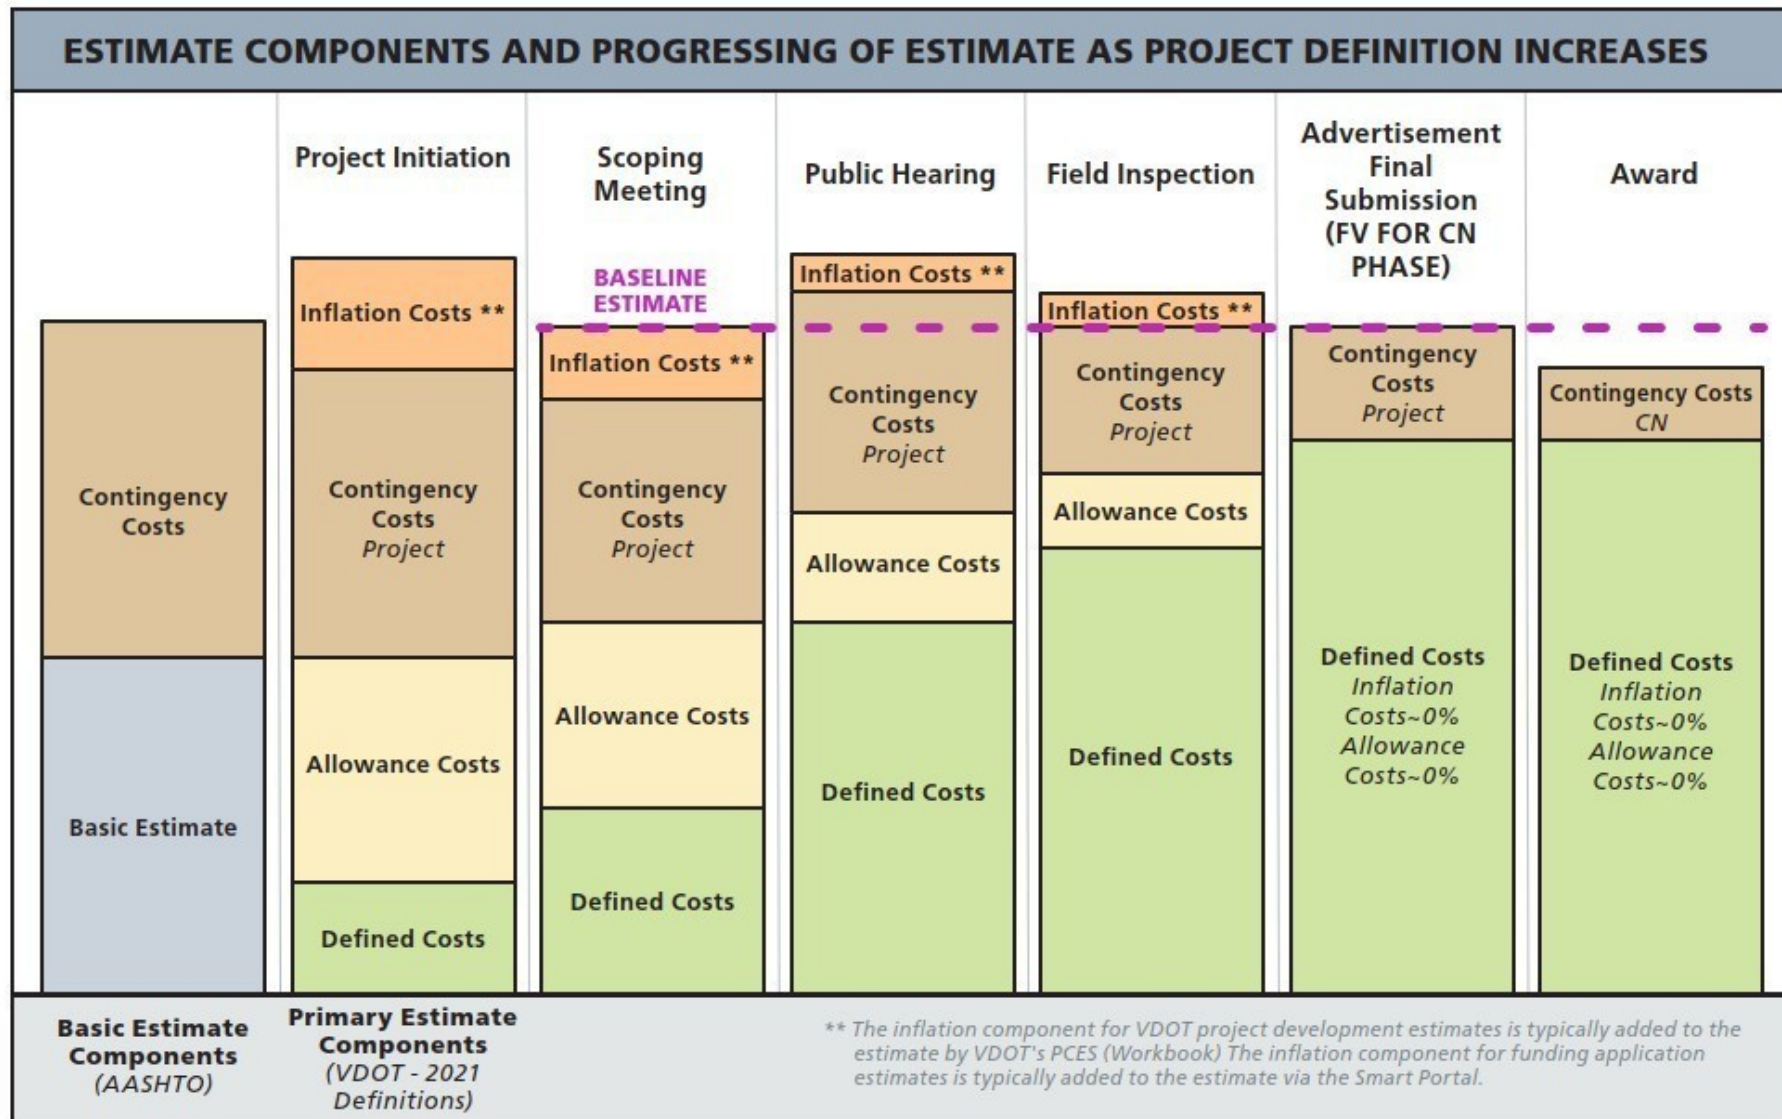 ESTIMATE COMPONENTS AND PROGRESSING OF ESTIMATE AS PROJECT DEFINITION INCREASES
Contingency
Costs
Basic Estimate
Basic Estimate
Components
(AASHTO)
Project Initiation
Inflation Costs **
Contingency
Costs
Project
Allowance Costs
Defined Costs
Primary Estimate
Components
(VDOT - 2021
Definitions)
Scoping
Meeting
BASELINE
ESTIMATE
Inflation Costs **
Contingency
Costs
Project
Allowance Costs
Defined Costs
Public Hearing
Inflation Costs **
Contingency
Costs
Project
Allowance Costs
Defined Costs
Field Inspection
Inflation Costs **
Contingency
Costs
Project
Allowance Costs
Defined Costs
Advertisement
Final
Submission
(FV FOR CN
PHASE)
Contingency
Costs
Project
Defined Costs
Inflation
Costs~0%
Allowance
Costs~0%
Award
Contingency Costs
CN
Defined Costs
Inflation
Costs~0%
Allowance
Costs~0%
** The inflation component for VDOT project development estimates is typically added to the
estimate by VDOT's PCES (Workbook) The inflation component for funding application
estimates is typically added to the estimate via the Smart Portal.